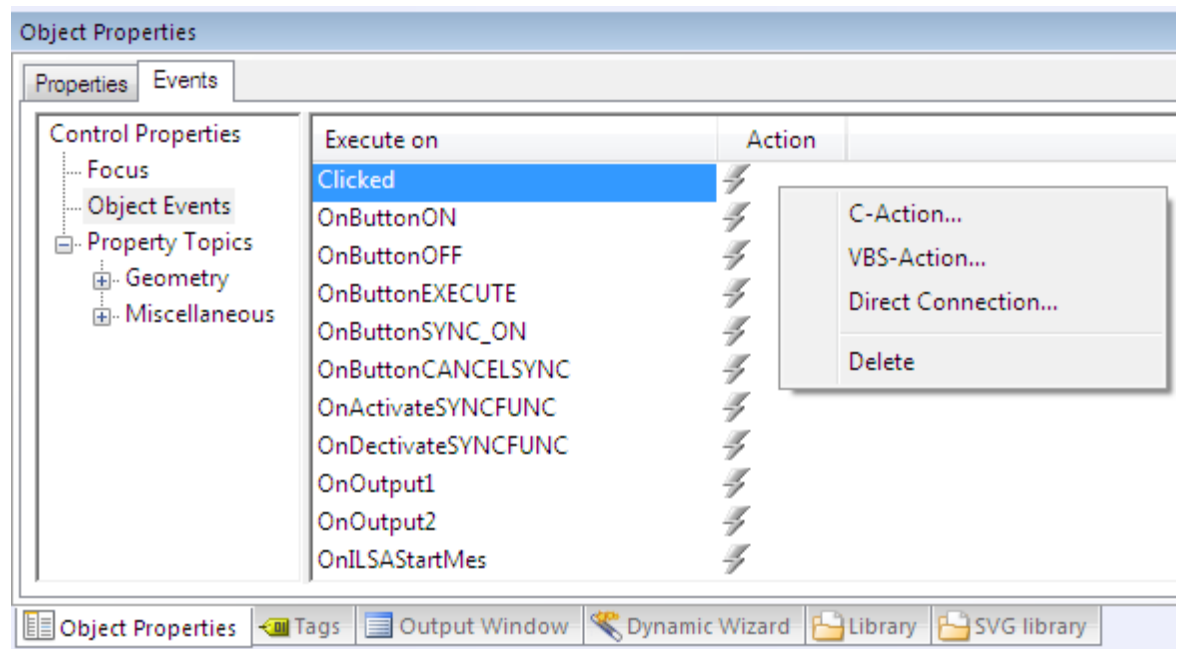 Object Properties
Properties Events
Control Properties
Focus
Object Events
Property Topics
Geometry
Miscellaneous
Execute on Action
Clicked
OnButtonON
OnButtonOFF
OnButtonEXECUTE
OnButtonSYNC_ON
OnButtonCANCELSYNC
OnActivateSYNCFUNC
OnDectivateSYNCFUNC
OnOutput1
OnOutput2
OnILSAStartMes
C-Action...
VBS-Action...
Direct Connection...
Delete
Object Properties Tags Output Window Dynamic Wizard Library SVG library